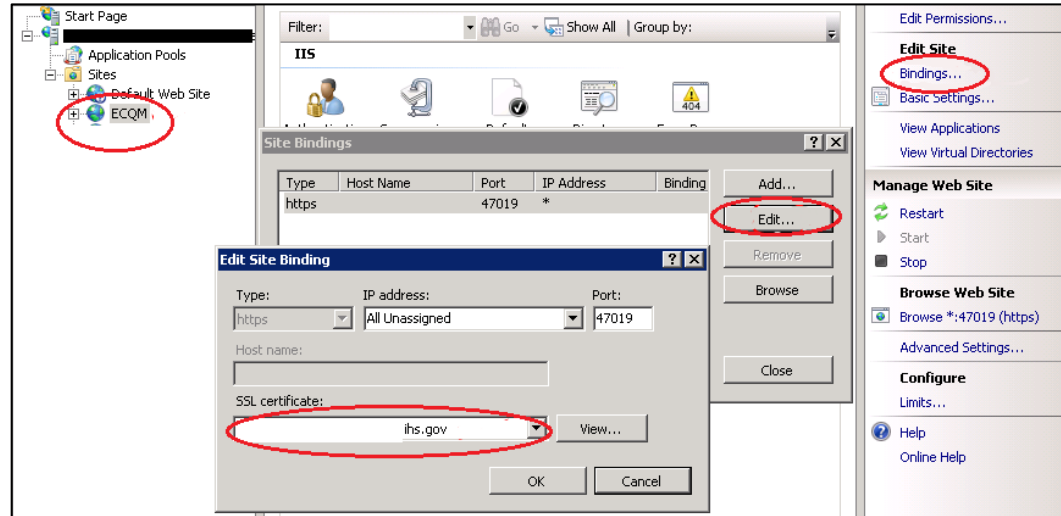 Start Page
Application Pools
Sites
Default Web Site
ECQM
Filter:
Go
Show All
Group by:
IIS
404
Site Bindings
Type Host Name Port IP Address Binding
https 47019 *
Add...
Edit...
Remove
Browse
Close
Edit Site Binding
Type: IP address: Port:
https All Unassigned 47019
Host name:
SSL certificate:
ihs.gov
View...
OK Cancel
Edit Permissions...
Edit Site
Bindings...
Basic Settings...
View Applications
View Virtual Directories
Manage Web Site
Restart
Start
Stop
Browse Web Site
Browse *:47019 (https)
Advanced Settings...
Configure
Limits...
Help
Online Help